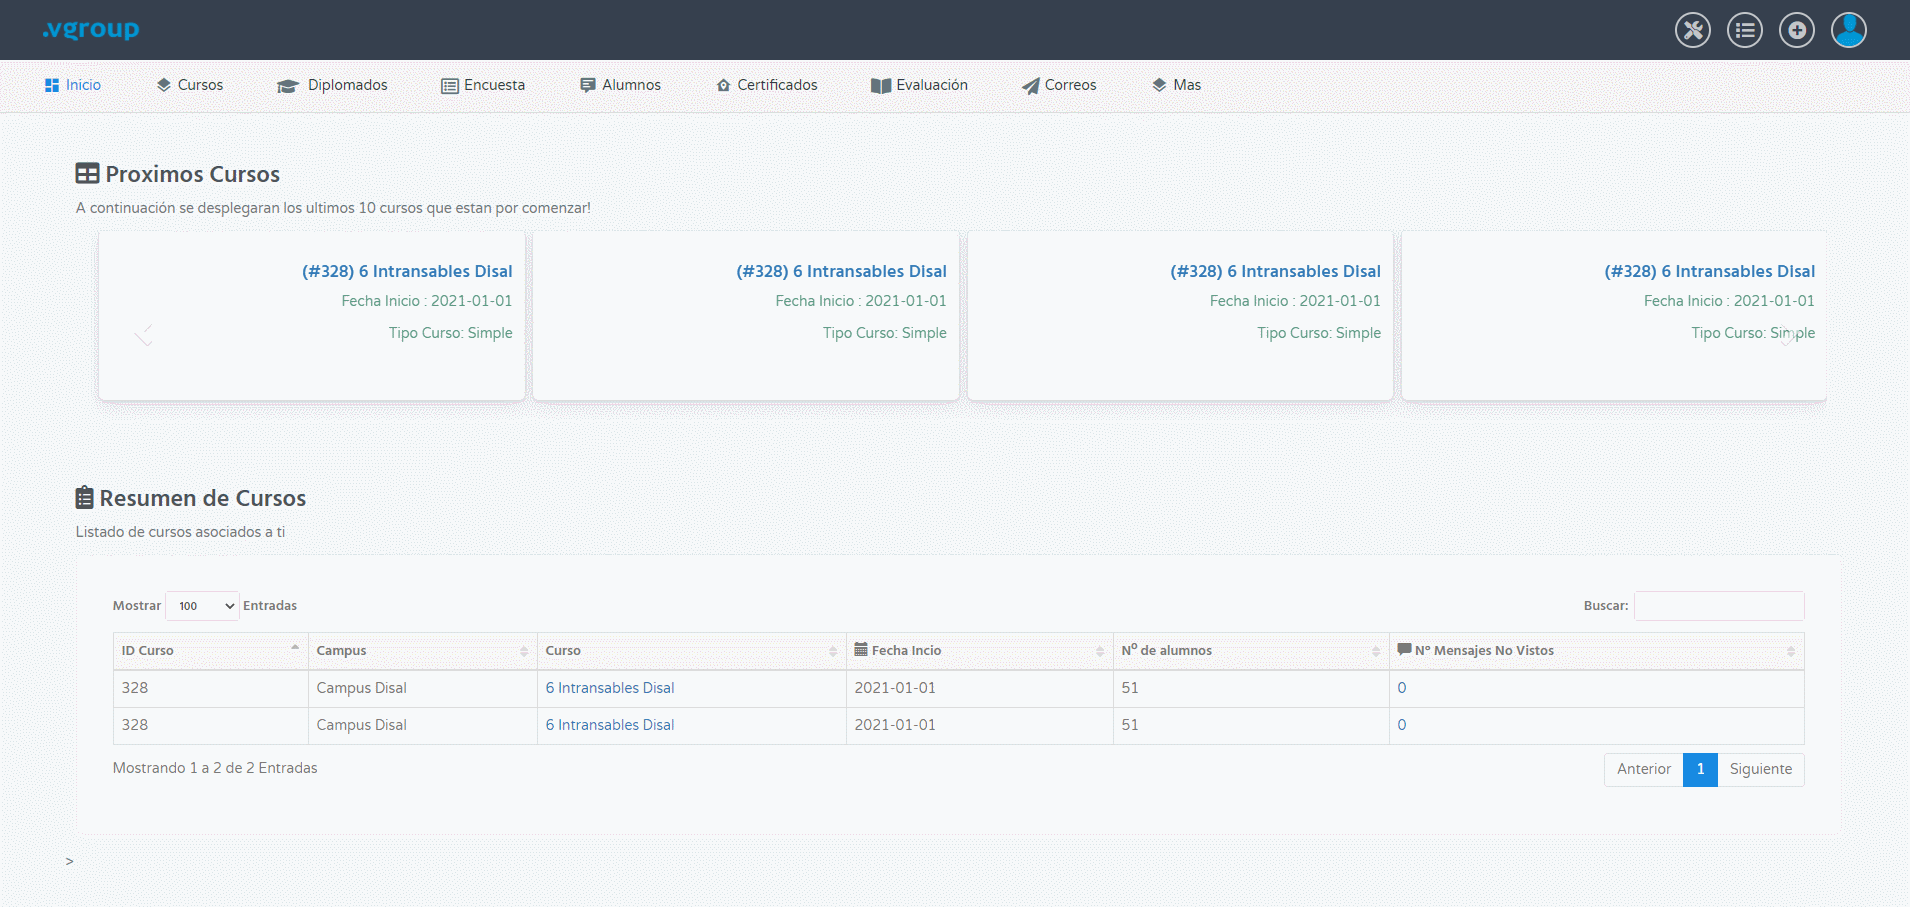 .vgroup
Inicio Cursos Diplomados Encuesta Alumnos Certificados Evaluación Correos Mas
Proximos Cursos
A continuación se desplegaran los ultimos 10 cursos que estan por comenzar!
(#328) 6 Intransables Disal
Fecha Inicio : 2021-01-01
Tipo Curso: Simple
(#328) 6 Intransables Disal
Fecha Inicio : 2021-01-01
Tipo Curso: Simple
(#328) 6 Intransables Disal
Fecha Inicio : 2021-01-01
Tipo Curso: Simple
(#328) 6 Intransables Disal
Fecha Inicio : 2021-01-01
Tipo Curso: Simple
Resumen de Cursos
Listado de cursos asociados a ti
Mostrar 100 Entradas Buscar:
ID Curso Campus Curso Fecha Incio Nº de alumnos Nº Mensajes No Vistos
328 Campus Disal 6 Intransables Disal 2021-01-01 51 0
328 Campus Disal 6 Intransables Disal 2021-01-01 51 0
Mostrando 1 a 2 de 2 Entradas Anterior 1 Siguiente
>